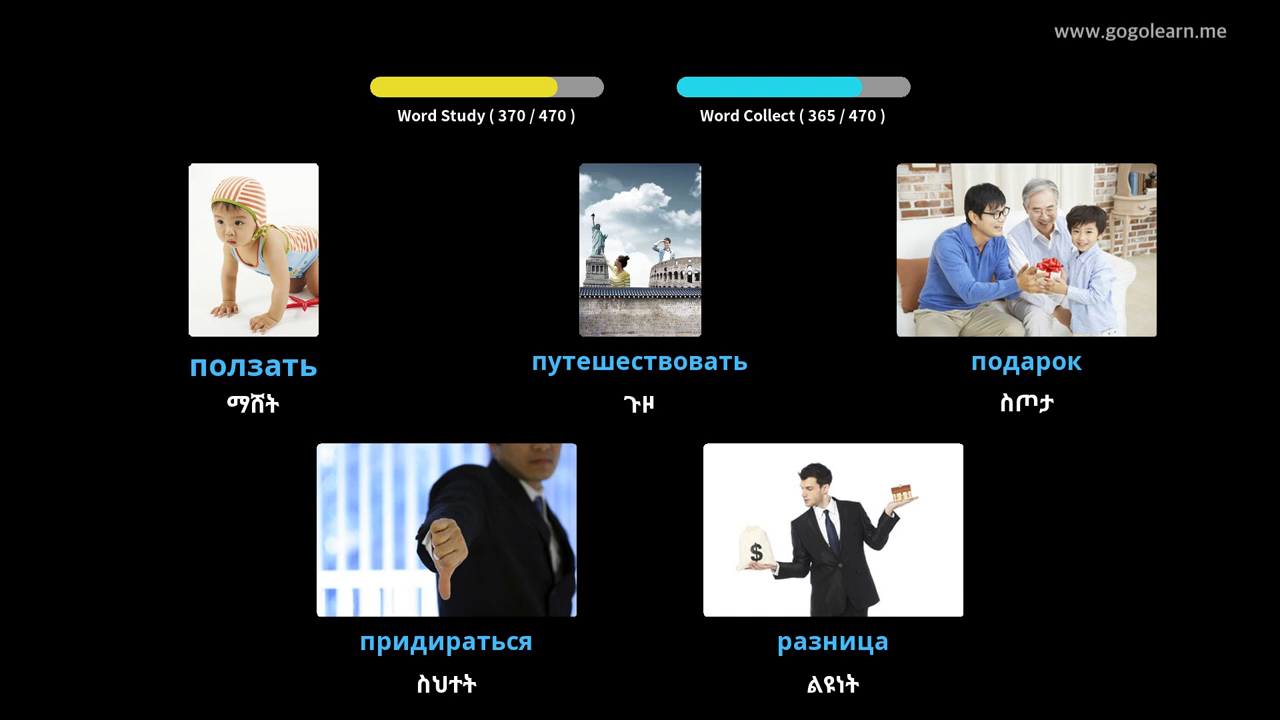 www.gogolearn.me
Word Study ( 370 / 470 )
Word Collect ( 365 / 470 )
ползать
ማሸት
путешествовать
ጉዞ
подарок
ስጦታ
придираться
ስህተት
разница
ልዩነት
$